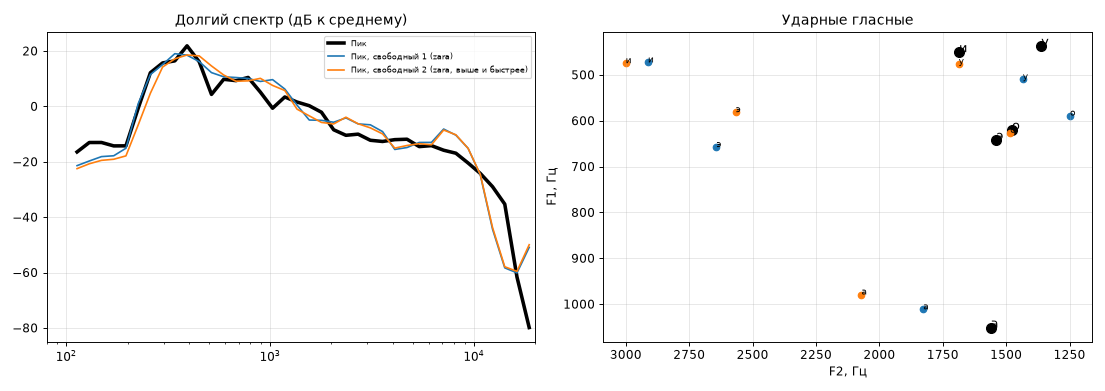 Долгий спектр (дБ к среднему)
Пик
Пик, свободный 1 (zara)
Пик, свободный 2 (zara, выше и быстрее)
20
0
−20
−40
−60
−80
10²
10³
10⁴
Ударные гласные
F1, Гц
500
600
700
800
900
1000
и
и
и
у
у
у
э
э
о
о
а
а
3000
2750
2500
2250
2000
1750
1500
1250
F2, Гц